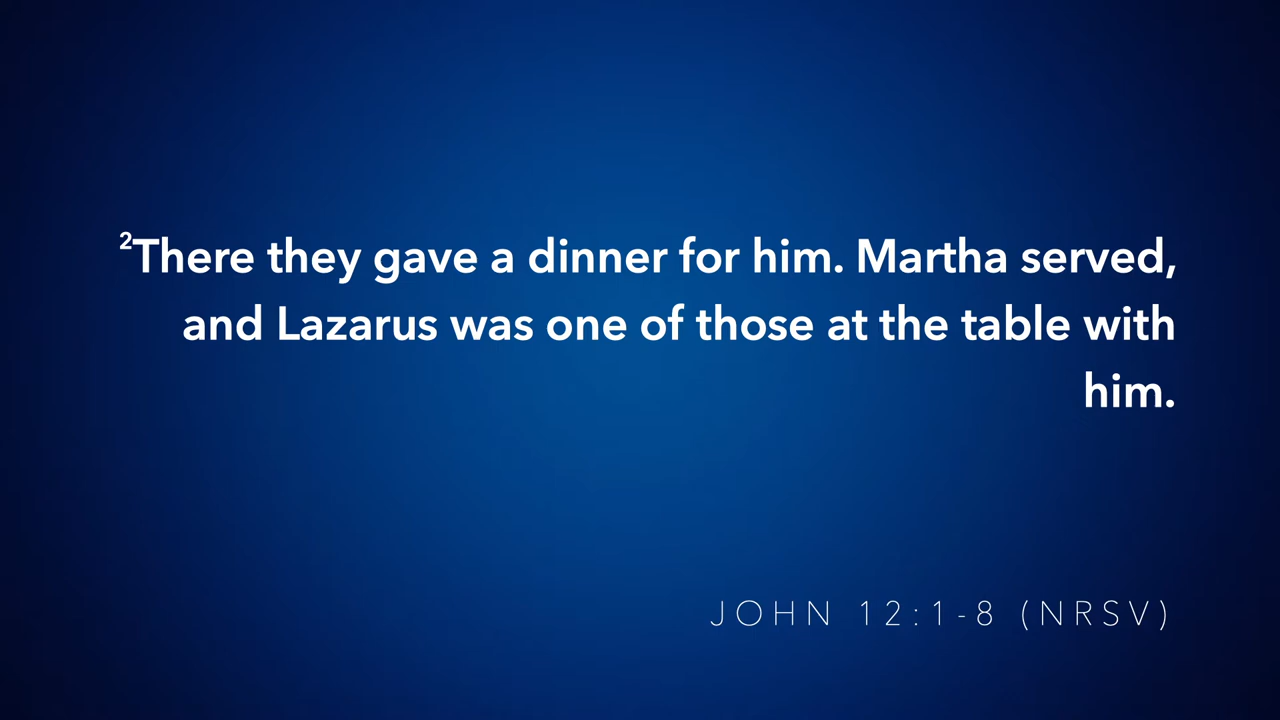 ²There they gave a dinner for him. Martha served,
and Lazarus was one of those at the table with
him.
JOHN 12:1-8 (NRSV)